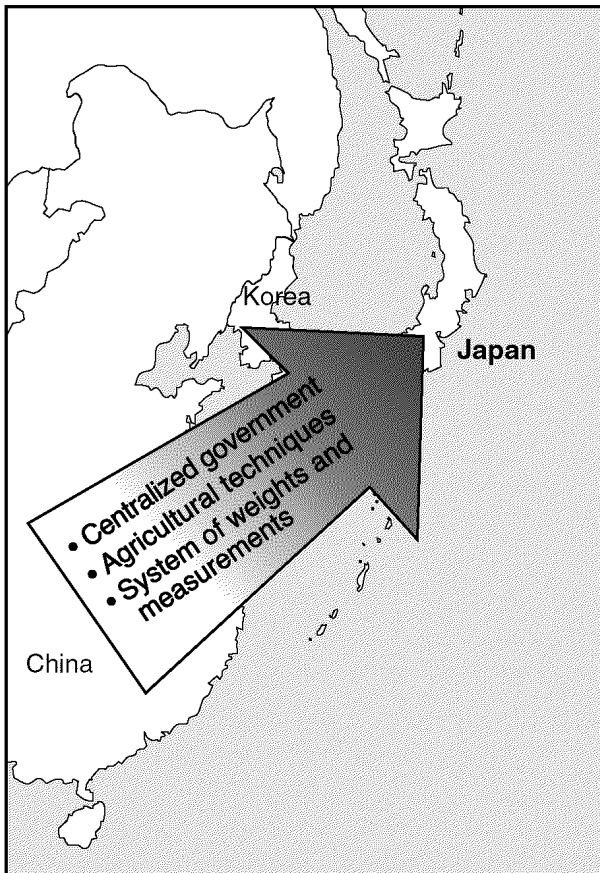 Korea
Japan
• Centralized government
• Agricultural techniques
• System of weights and
measurements
China